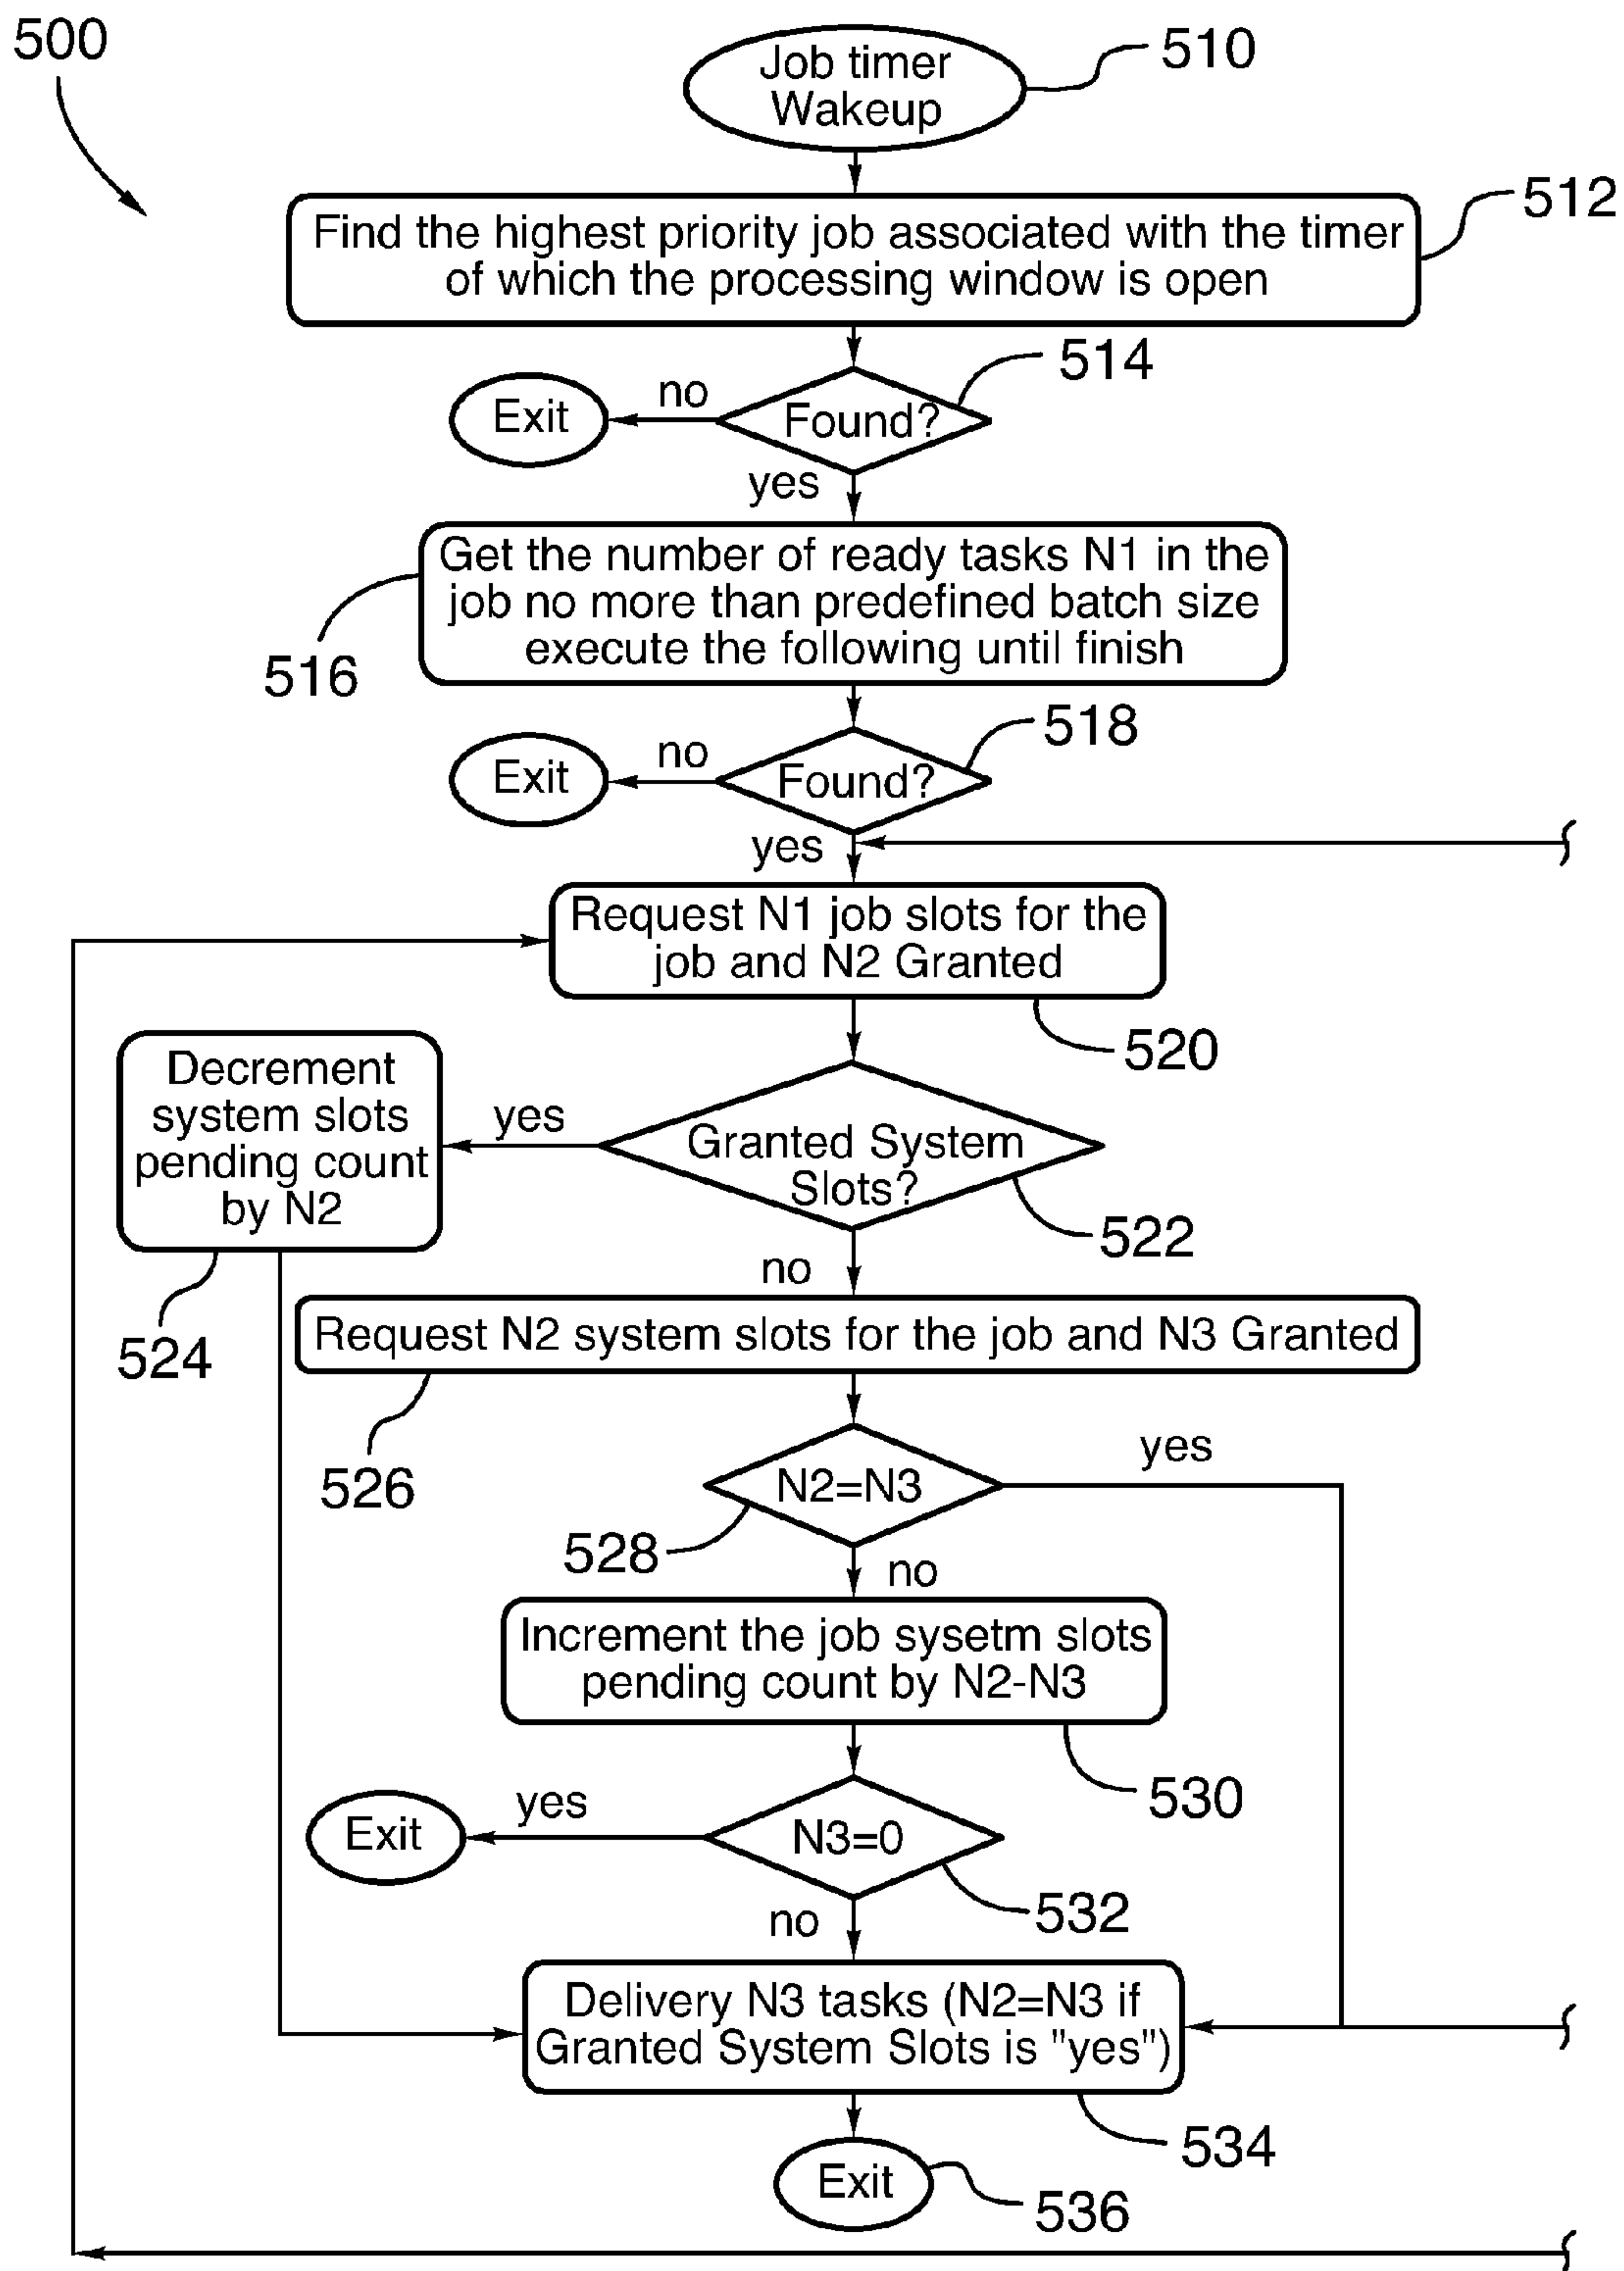 500
Job timer
Wakeup
510
Find the highest priority job associated with the timer
of which the processing window is open
512
Exit
no
Found?
514
yes
Get the number of ready tasks N1 in the
job no more than predefined batch size
execute the following until finish
516
Exit
no
Found?
518
yes
Request N1 job slots for the
job and N2 Granted
520
Decrement
system slots
pending count
by N2
524
yes
Granted System
Slots?
522
no
Request N2 system slots for the job and N3 Granted
526
N2=N3
yes
528
no
Increment the job sysetm slots
pending count by N2-N3
530
Exit
yes
N3=0
532
no
Delivery N3 tasks (N2=N3 if
Granted System Slots is "yes")
534
Exit
536